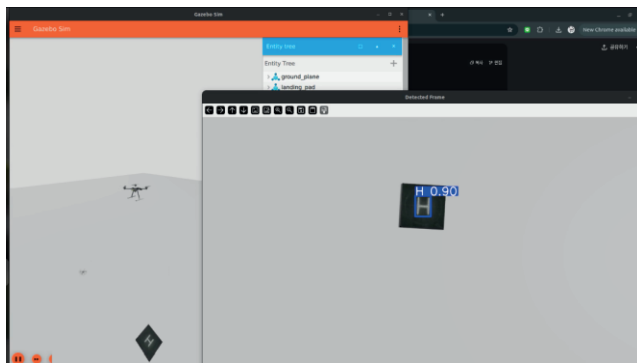 Gazebo Sim
Gazebo Sim
New Chrome available
Entity tree
공유하기
Entity Tree
ground_plane
landing_pad
Detected Frame
H 0.90
H
H